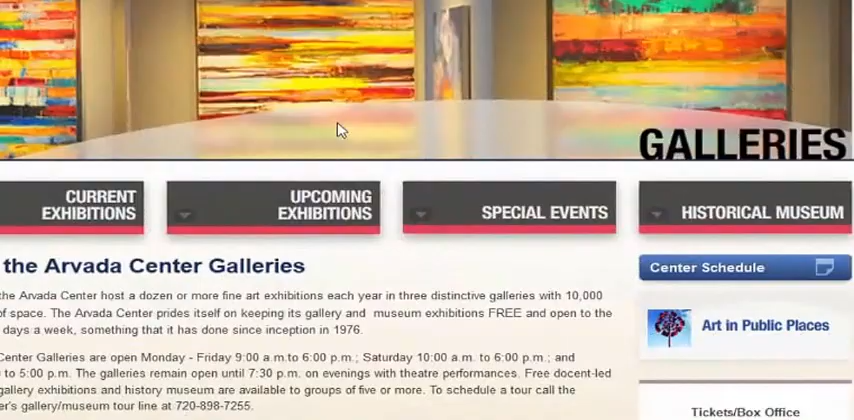 GALLERIES
CURRENT
EXHIBITIONS
UPCOMING
EXHIBITIONS
SPECIAL EVENTS
HISTORICAL MUSEUM
the Arvada Center Galleries
the Arvada Center host a dozen or more fine art exhibitions each year in three distinctive galleries with 10,000
of space. The Arvada Center prides itself on keeping its gallery and museum exhibitions FREE and open to the
days a week, something that it has done since inception in 1976.
Center Galleries are open Monday - Friday 9:00 a.m.to 6:00 p.m.; Saturday 10:00 a.m. to 6:00 p.m.; and
to 5:00 p.m. The galleries remain open until 7:30 p.m. on evenings with theatre performances. Free docent-led
gallery exhibitions and history museum are available to groups of five or more. To schedule a tour call the
er's gallery/museum tour line at 720-898-7255.
Center Schedule
Art in Public Places
Tickets/Box Office